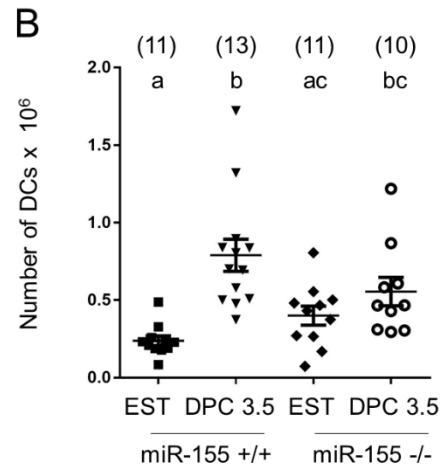 B
(11) (13) (11) (10)
a b ac bc
Number of DCs x 10⁶
2.0
1.5
1.0
0.5
0.0
EST DPC 3.5 EST DPC 3.5
miR-155 +/+ miR-155 -/-